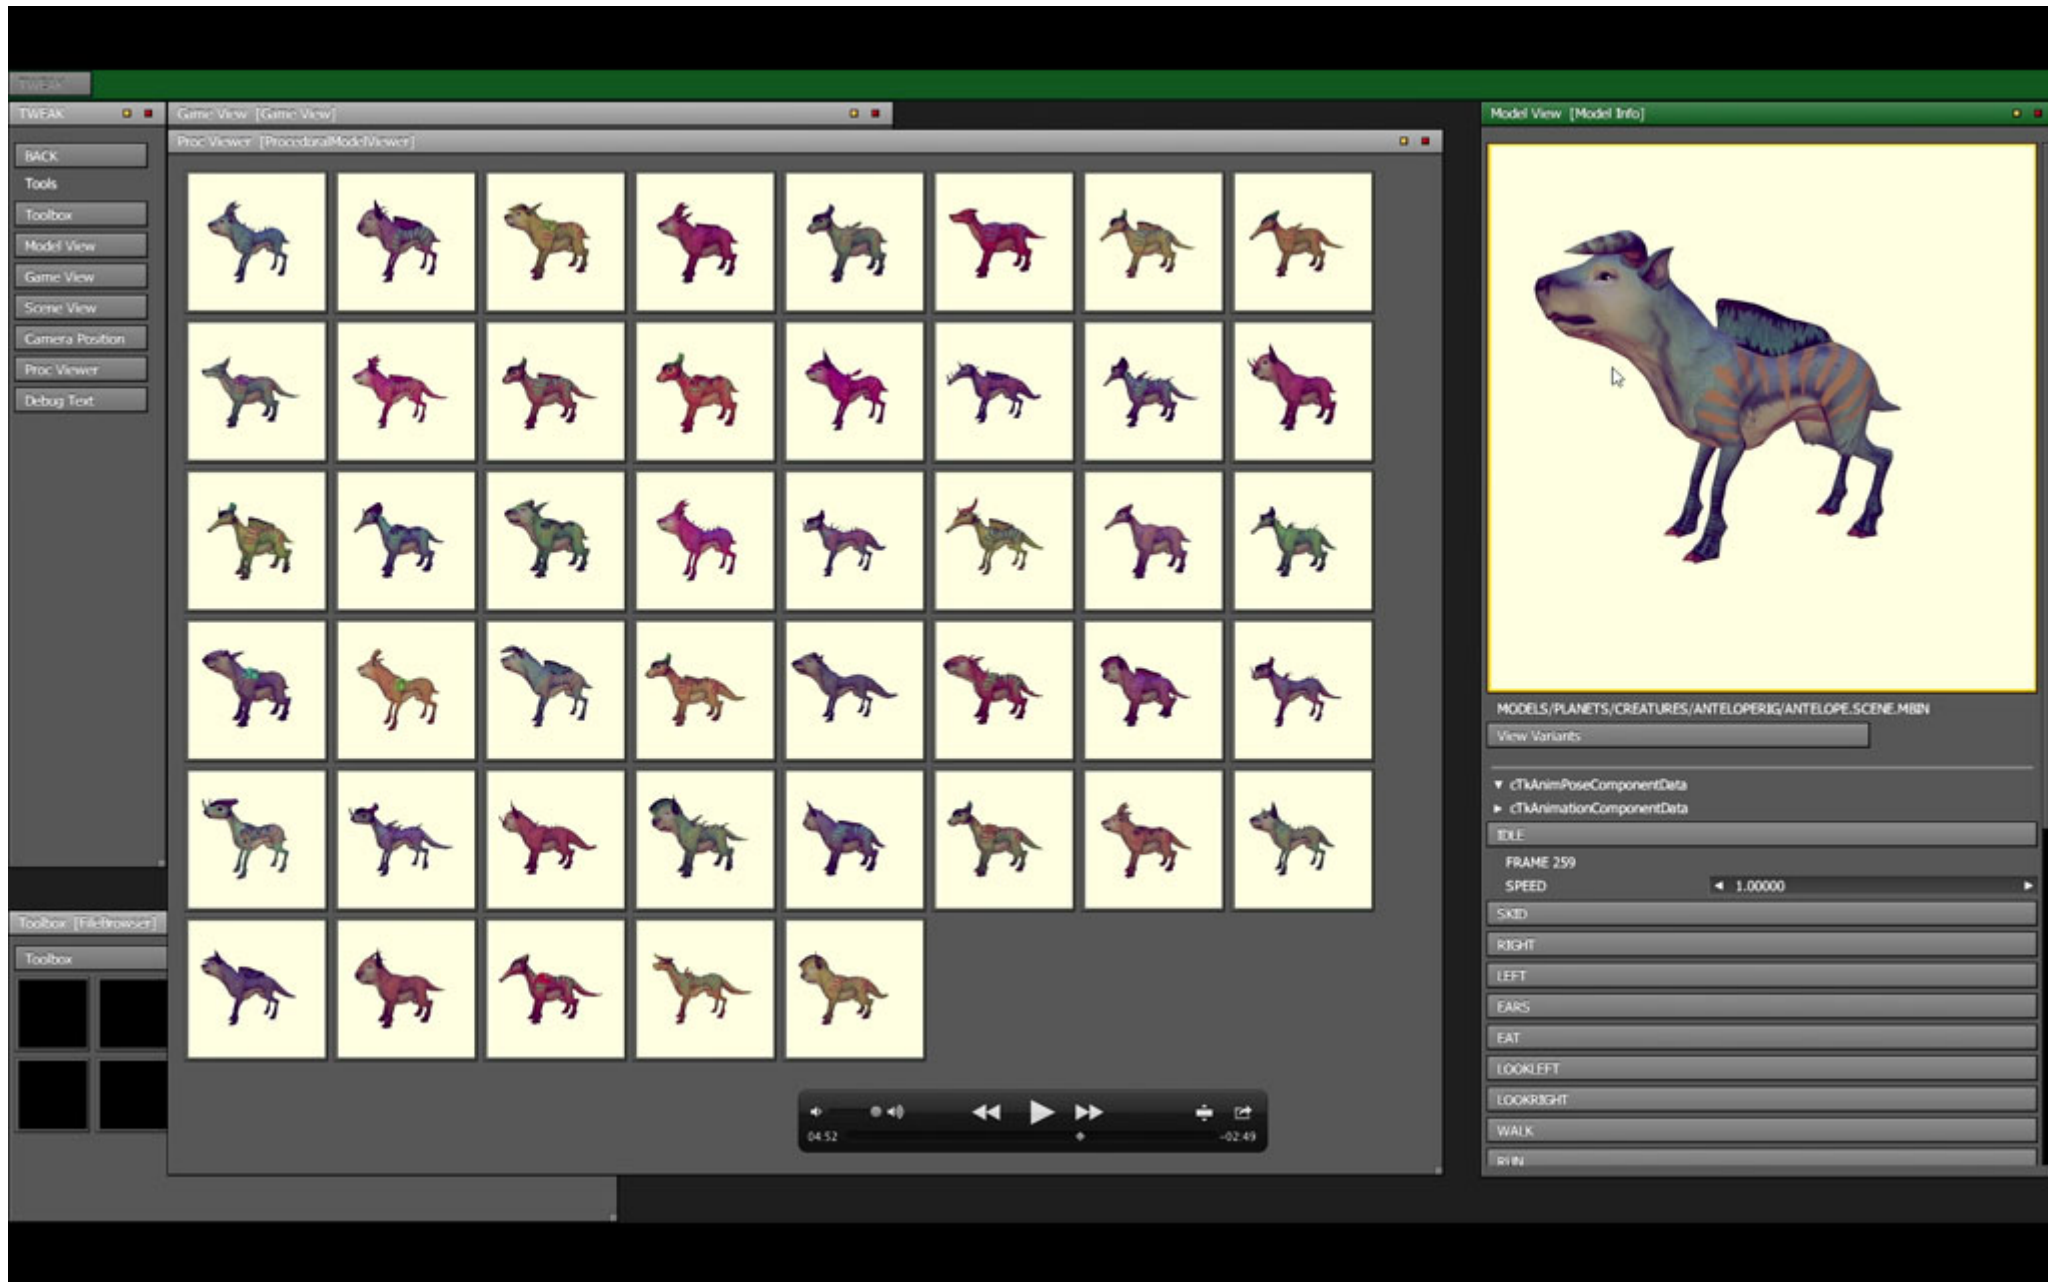 TWEAK
TWEAK
Game View [Game View]
Model View [Model Info]
Proc Viewer [ProceduralModelViewer]
BACK
Tools
Toolbox
Model View
Game View
Scene View
Camera Position
Proc Viewer
Debug Text
MODELS/PLANETS/CREATURES/ANTELOPERIG/ANTELOPE.SCENE.MBIN
View Variants
▼ cTkAnimPoseComponentData
► cTkAnimationComponentData
IDLE
FRAME 259
SPEED ◄ 1.00000 ►
SKID
RIGHT
LEFT
EARS
EAT
LOOKLEFT
LOOKRIGHT
WALK
RUN
Toolbox [FileBrowser]
Toolbox
04:52
-02:49